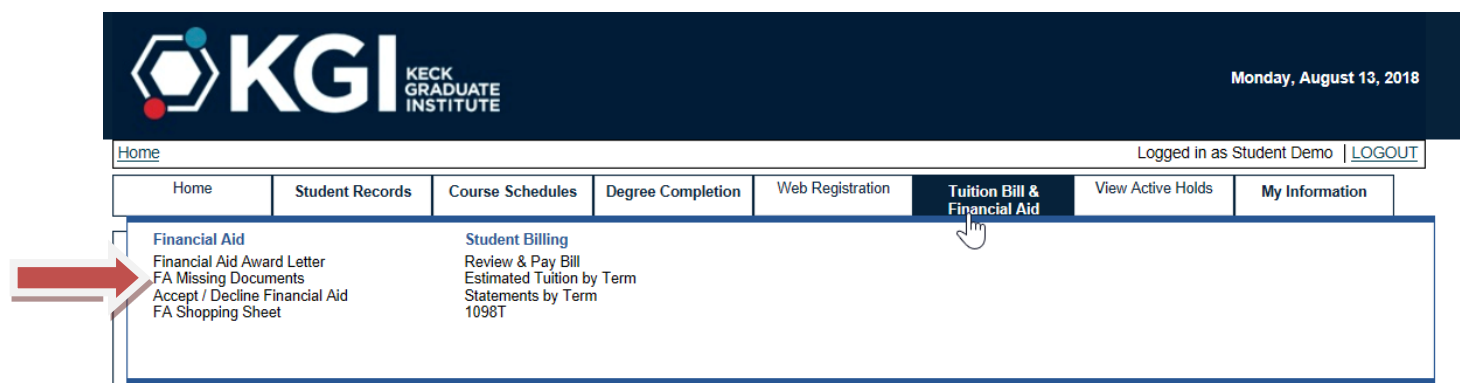 KGI
KECK
GRADUATE
INSTITUTE
Monday, August 13, 2018
Home
Logged in as Student Demo | LOGOUT
Home
Student Records
Course Schedules
Degree Completion
Web Registration
Tuition Bill &
Financial Aid
View Active Holds
My Information
Financial Aid
Financial Aid Award Letter
FA Missing Documents
Accept / Decline Financial Aid
FA Shopping Sheet
Student Billing
Review & Pay Bill
Estimated Tuition by Term
Statements by Term
1098T